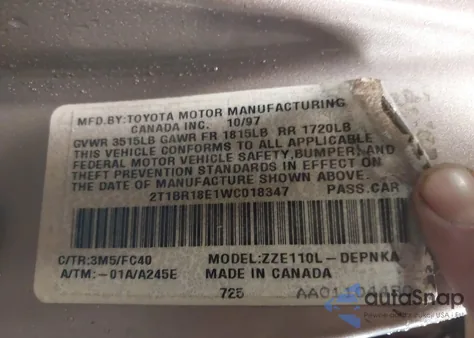 MFD.BY:TOYOTA MOTOR MANUFACTURING
CANADA INC. 10/97
GVWR 3515LB GAWR FR 1815LB RR 1720LB
THIS VEHICLE CONFORMS TO ALL APPLICABLE
FEDERAL MOTOR VEHICLE SAFETY,BUMPER, AND
THEFT PREVENTION STANDARDS IN EFFECT ON
THE DATE OF MANUFACTURE SHOWN ABOVE.
2T1BR18E1WC018347 PASS.CAR
C/TR:3M5/FC40 MODEL:ZZE110L-DEPNKA
A/TM:-01A/A245E MADE IN CANADA
725
autoSnap